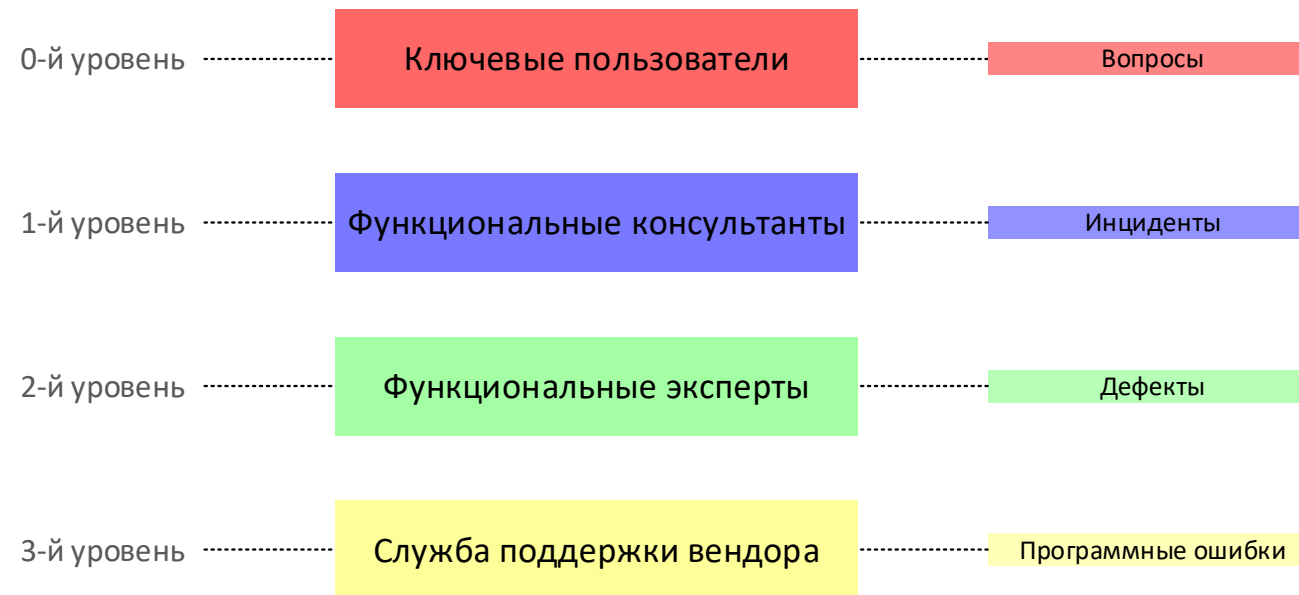 0-й уровень
Ключевые пользователи
Вопросы
1-й уровень
Функциональные консультанты
Инциденты
2-й уровень
Функциональные эксперты
Дефекты
3-й уровень
Служба поддержки вендора
Программные ошибки